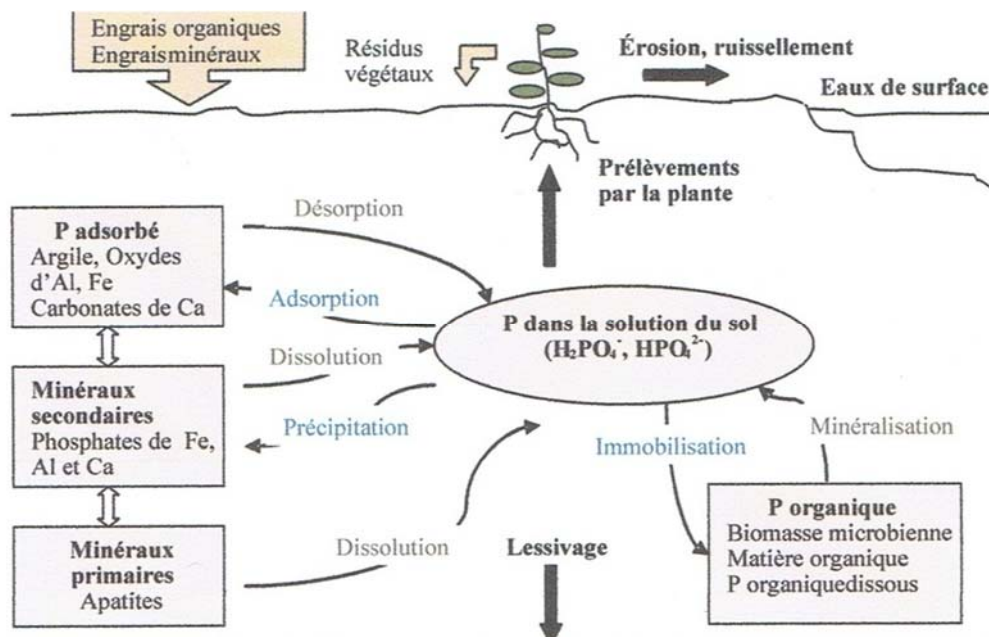 Engrais organiques
Engraisminéraux
Résidus
végétaux
Érosion, ruissellement
Eaux de surface
Prélèvements
par la plante
Désorption
P adsorbé
Argile, Oxydes
d'Al, Fe
Carbonates de Ca
Adsorption
P dans la solution du sol
(H₂PO₄⁻, HPO₄²⁻)
Dissolution
Minéraux
secondaires
Phosphates de Fe,
Al et Ca
Précipitation
Immobilisation
Minéralisation
P organique
Biomasse microbienne
Matière organique
P organiquedissous
Minéraux
primaires
Apatites
Dissolution
Lessivage